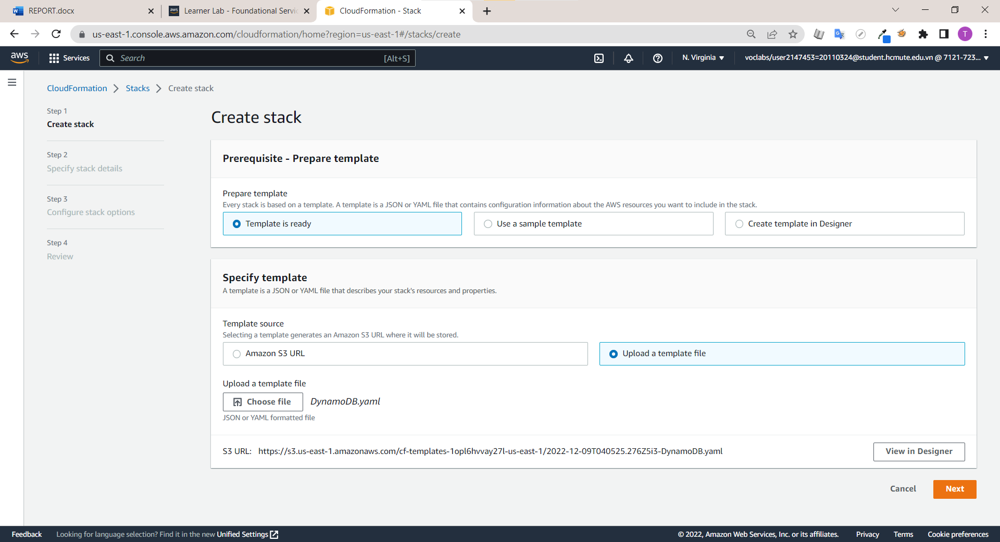 REPORT.docx
Learner Lab - Foundational Servic
CloudFormation - Stack
us-east-1.console.aws.amazon.com/cloudformation/home?region=us-east-1#/stacks/create
T
aws
Services
Search
[Alt+S]
N. Virginia
voclabs/user2147453=20110324@student.hcmute.edu.vn @ 7121-723...
CloudFormation > Stacks > Create stack
Step 1
Create stack
Step 2
Specify stack details
Step 3
Configure stack options
Step 4
Review
Create stack
Prerequisite - Prepare template
Prepare template
Every stack is based on a template. A template is a JSON or YAML file that contains configuration information about the AWS resources you want to include in the stack.
Template is ready
Use a sample template
Create template in Designer
Specify template
A template is a JSON or YAML file that describes your stack's resources and properties.
Template source
Selecting a template generates an Amazon S3 URL where it will be stored.
Amazon S3 URL
Upload a template file
Upload a template file
Choose file
DynamoDB.yaml
JSON or YAML formatted file
S3 URL: https://s3.us-east-1.amazonaws.com/cf-templates-1opl6hvvay27l-us-east-1/2022-12-09T040525.276Z5i3-DynamoDB.yaml
View in Designer
Cancel
Next
Feedback
Looking for language selection? Find it in the new Unified Settings
© 2022, Amazon Web Services, Inc. or its affiliates.
Privacy
Terms
Cookie preferences